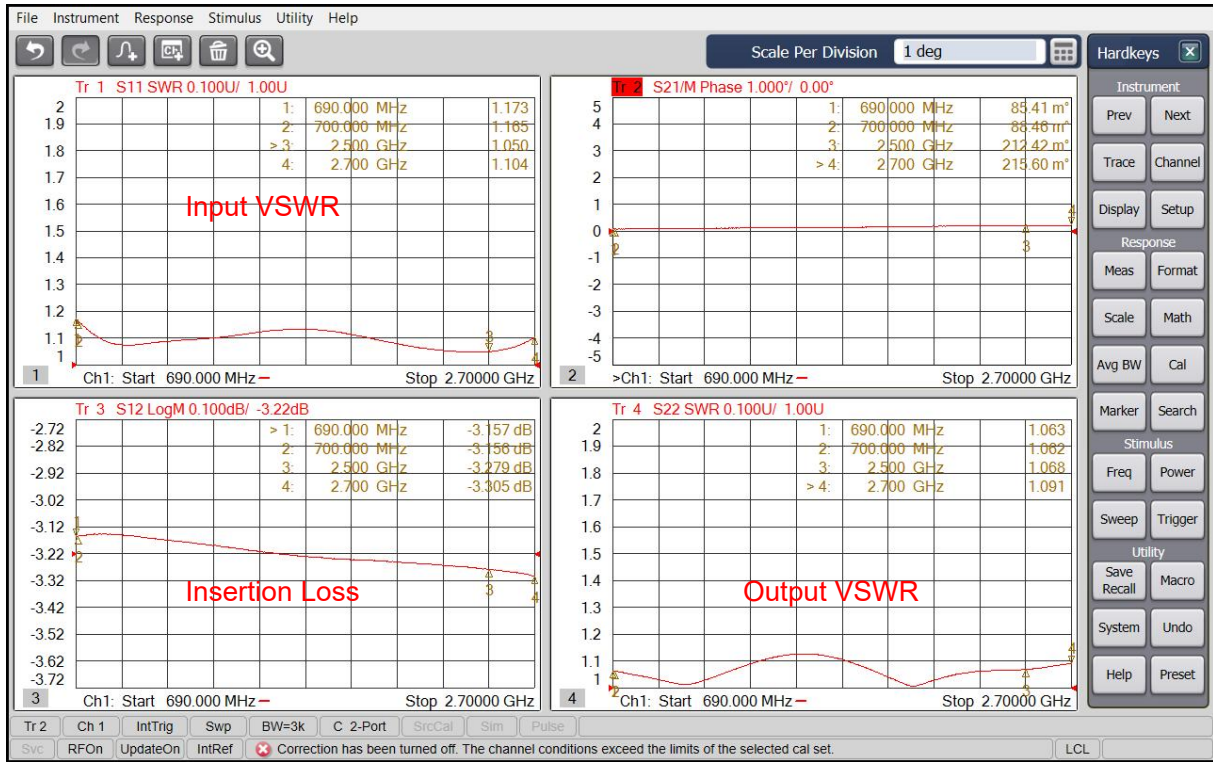 File Instrument Response Stimulus Utility Help
Scale Per Division 1 deg
Tr 1 S11 SWR 0.100U/ 1.00U
1: 690.000 MHz 1.173
2: 700.000 MHz 1.165
> 3: 2.500 GHz 1.050
4: 2.700 GHz 1.104
2
1.9
1.8
1.7
1.6
1.5
1.4
1.3
1.2
1.1
1
Input VSWR
3
2
4
1 Ch1: Start 690.000 MHz Stop 2.70000 GHz
Tr 2 S21/M Phase 1.000°/ 0.00°
1: 690.000 MHz 85.41 m°
2: 700.000 MHz 88.46 m°
3: 2.500 GHz 212.42 m°
> 4: 2.700 GHz 215.60 m°
5
4
3
2
1
0
-1
-2
-3
-4
-5
4
2
3
2 >Ch1: Start 690.000 MHz Stop 2.70000 GHz
Tr 3 S12 LogM 0.100dB/ -3.22dB
> 1: 690.000 MHz -3.157 dB
2: 700.000 MHz -3.156 dB
3: 2.500 GHz -3.279 dB
4: 2.700 GHz -3.305 dB
-2.72
-2.82
-2.92
-3.02
-3.12
-3.22
-3.32
-3.42
-3.52
-3.62
-3.72
1
2
3
4
Insertion Loss
3 Ch1: Start 690.000 MHz Stop 2.70000 GHz
Tr 4 S22 SWR 0.100U/ 1.00U
1: 690.000 MHz 1.063
2: 700.000 MHz 1.062
3: 2.500 GHz 1.068
> 4: 2.700 GHz 1.091
2
1.9
1.8
1.7
1.6
1.5
1.4
1.3
1.2
1.1
1
Output VSWR
4
2
3
4 Ch1: Start 690.000 MHz Stop 2.70000 GHz
Hardkeys
Instrument
Prev Next
Trace Channel
Display Setup
Response
Meas Format
Scale Math
Avg BW Cal
Marker Search
Stimulus
Freq Power
Sweep Trigger
Utility
Save Recall Macro
System Undo
Help Preset
Tr 2 Ch 1 IntTrig Swp BW=3k C 2-Port SrcCal Sim Pulse
Svc RFOn UpdateOn IntRef Correction has been turned off. The channel conditions exceed the limits of the selected cal set. LCL